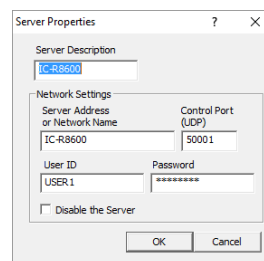 Server Properties ? ×
Server Description
IC-R8600
Network Settings
Server Address
or Network Name
Control Port
(UDP)
IC-R8600
50001
User ID
Password
USER1
********
Disable the Server
OK
Cancel